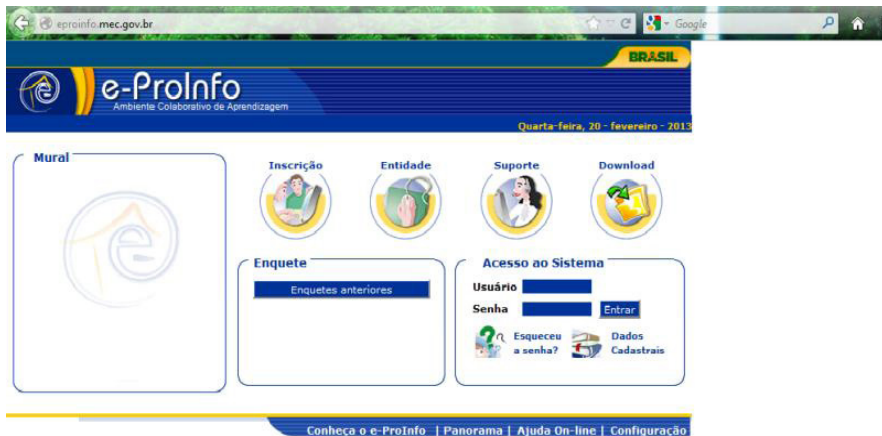 eproinfo.mec.gov.br
Google
BRASIL
e-ProInfo
Ambiente Colaborativo de Aprendizagem
Quarta-feira, 20 - fevereiro - 2013
Mural
Inscrição Entidade Suporte Download
Enquete
Enquetes anteriores
Acesso ao Sistema
Usuário
Senha Entrar
Esqueceu a senha?
Dados Cadastrais
Conheça o e-ProInfo | Panorama | Ajuda On-line | Configuração